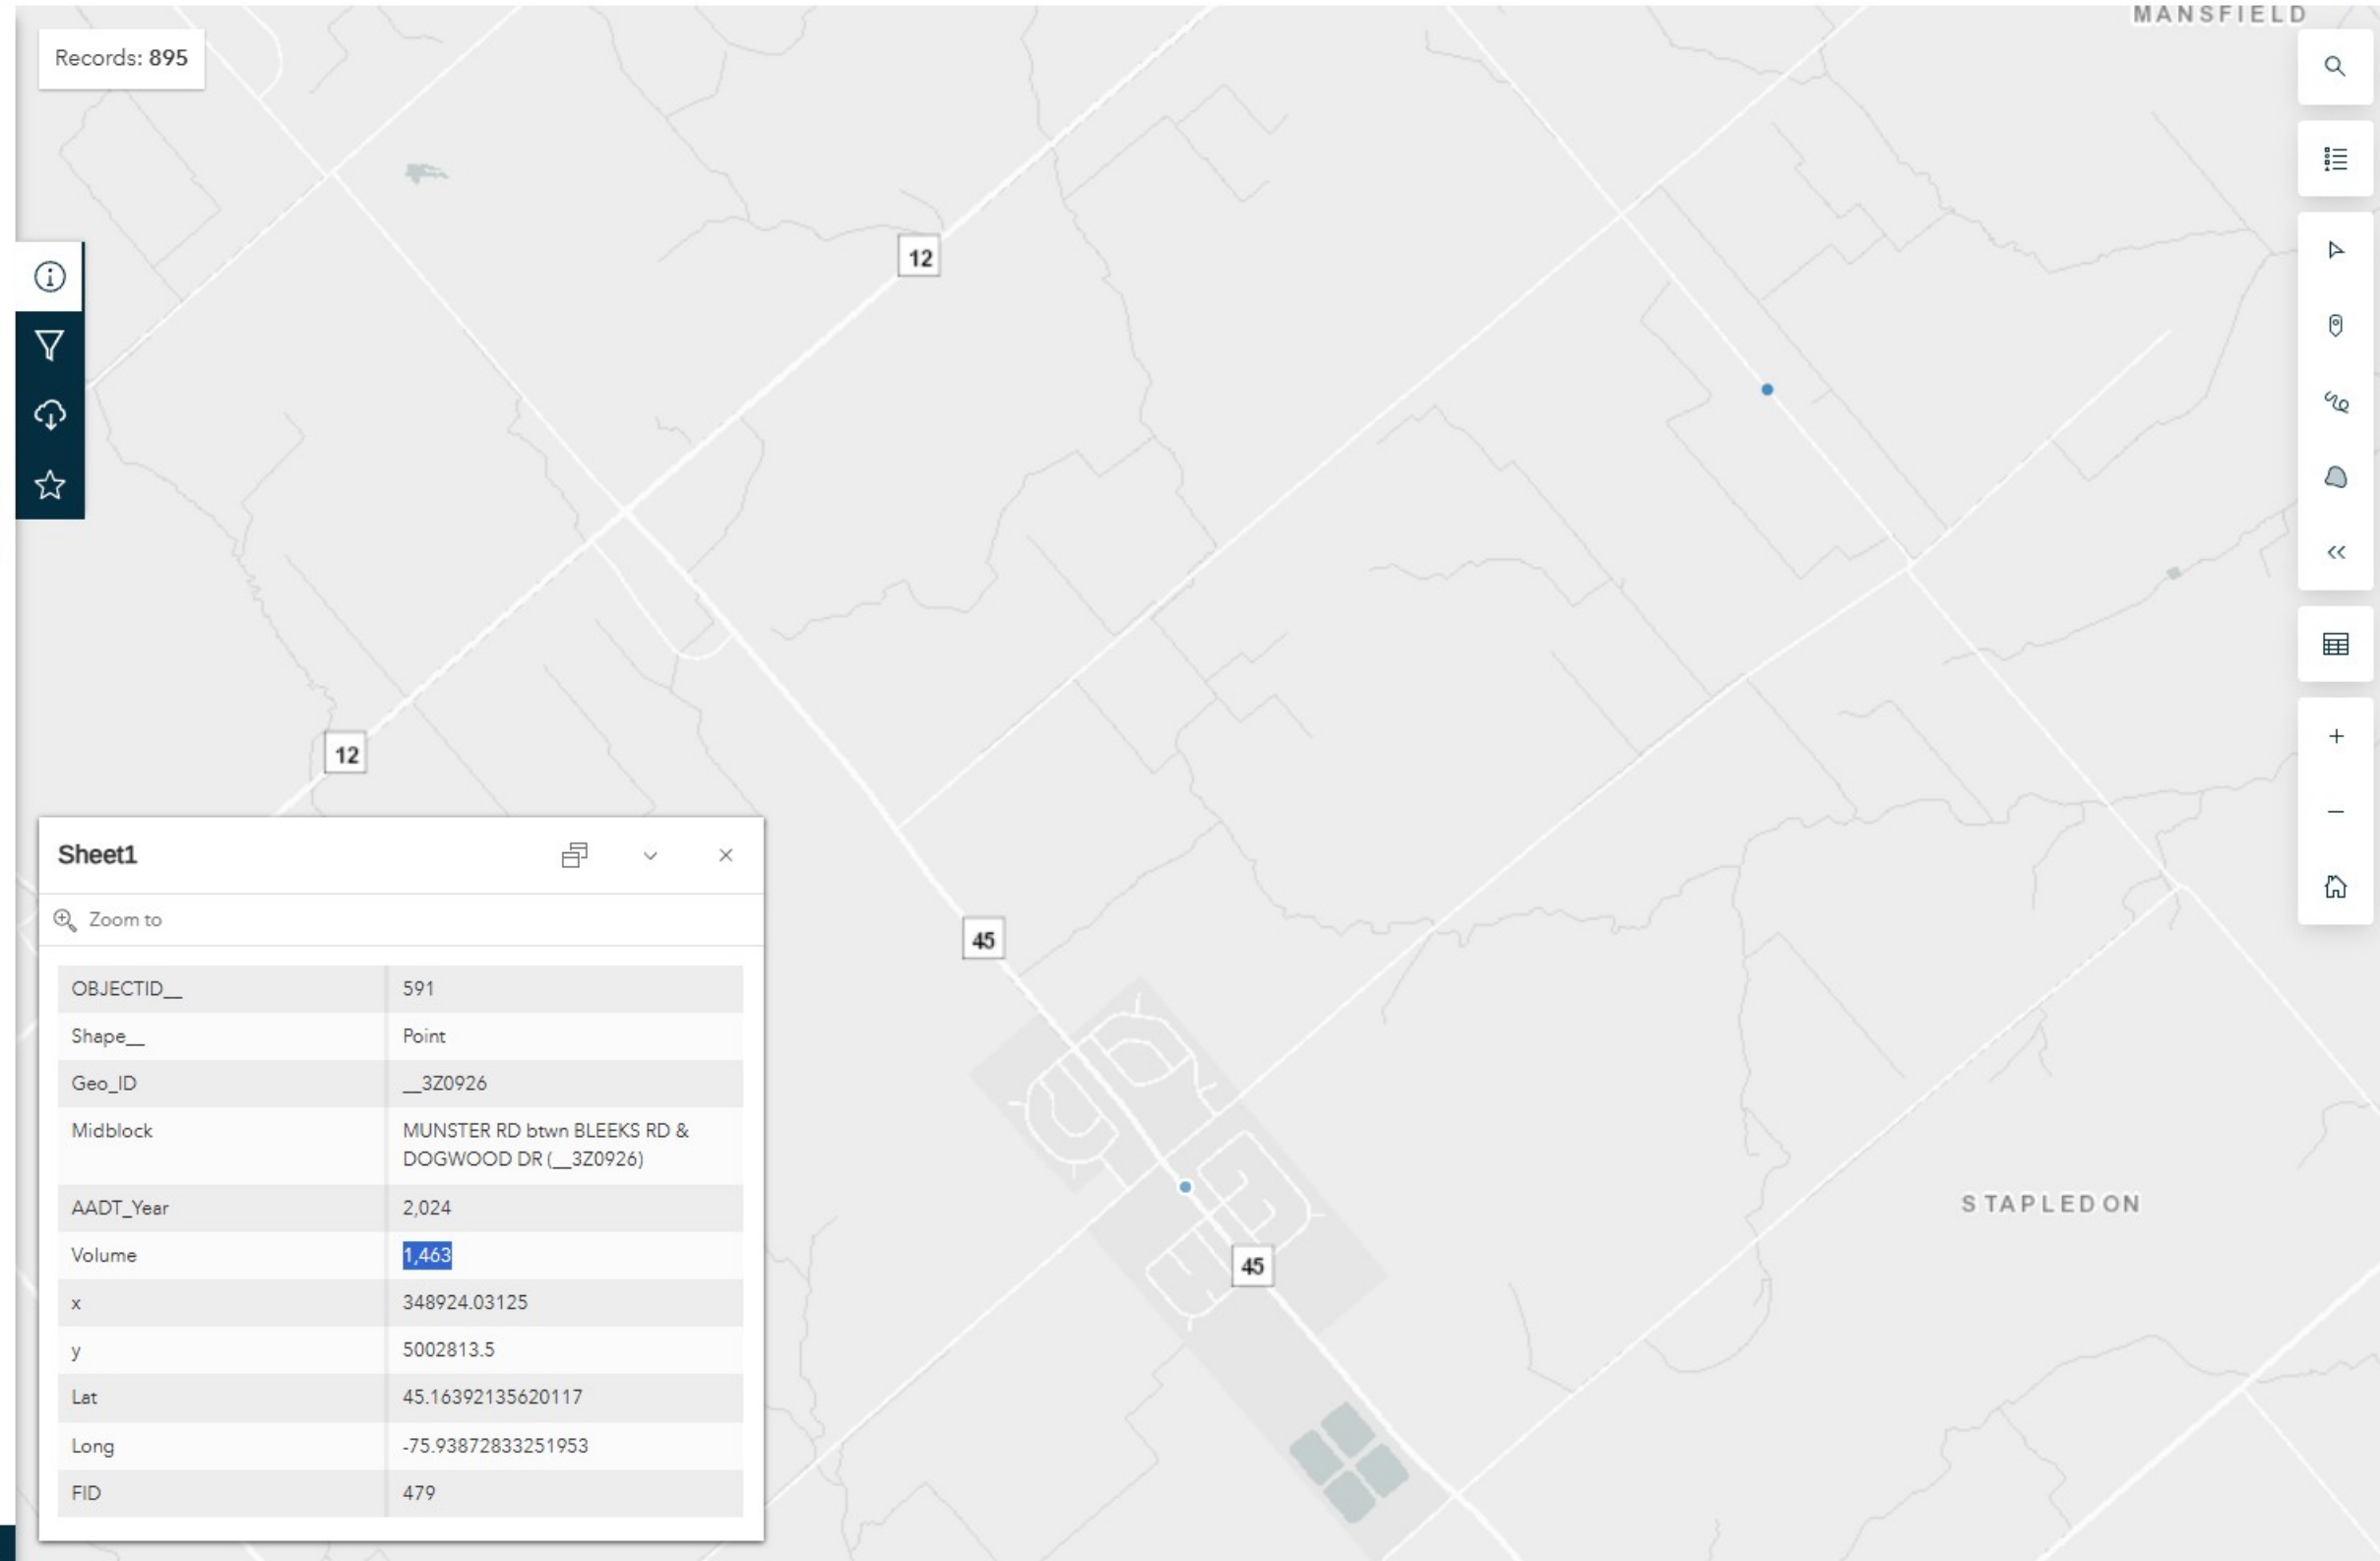 MANSFIELD
Records: 895
12
12
45
45
STAPLEDON
Sheet1
Zoom to
OBJECTID__ 591
Shape__ Point
Geo_ID __3Z0926
Midblock MUNSTER RD btwn BLEEKS RD &
DOGWOOD DR (__3Z0926)
AADT_Year 2,024
Volume 1,463
x 348924.03125
y 5002813.5
Lat 45.16392135620117
Long -75.93872833251953
FID 479